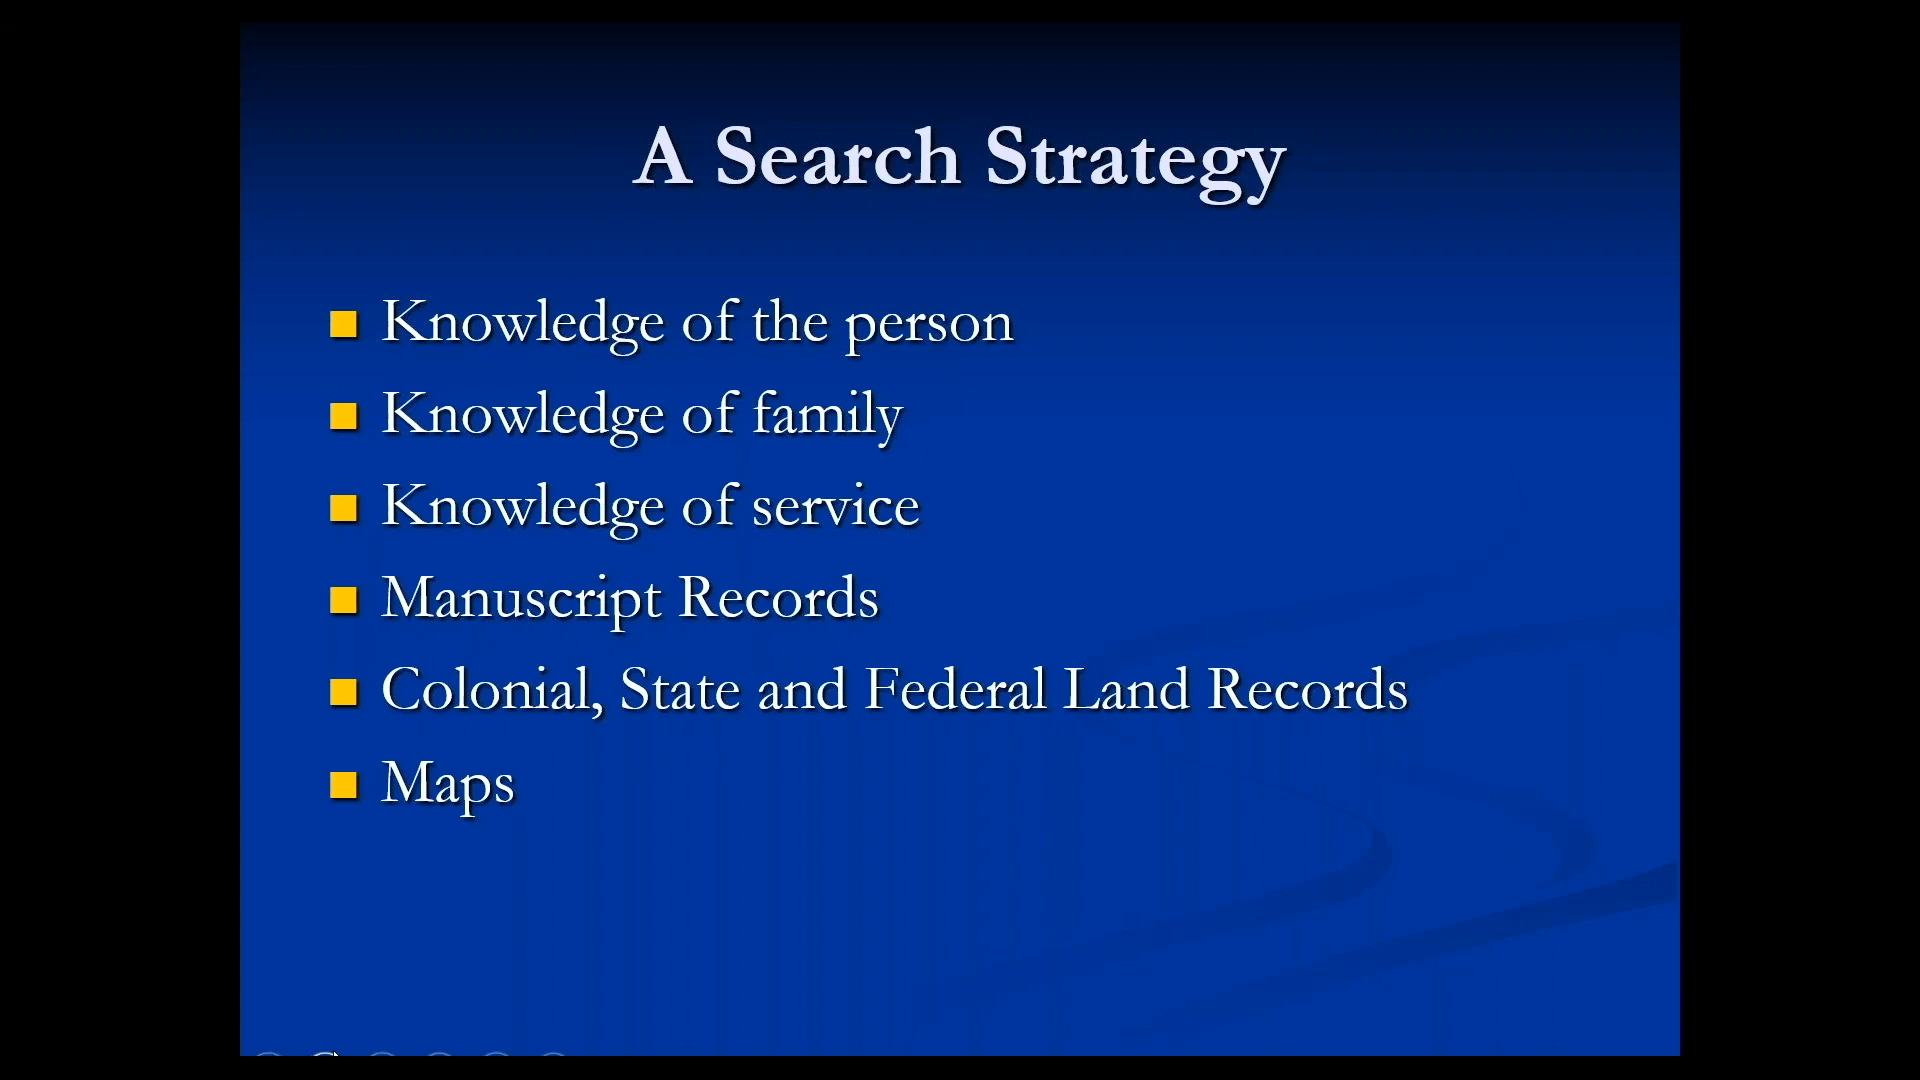 A Search Strategy
Knowledge of the person
Knowledge of family
Knowledge of service
Manuscript Records
Colonial, State and Federal Land Records
Maps